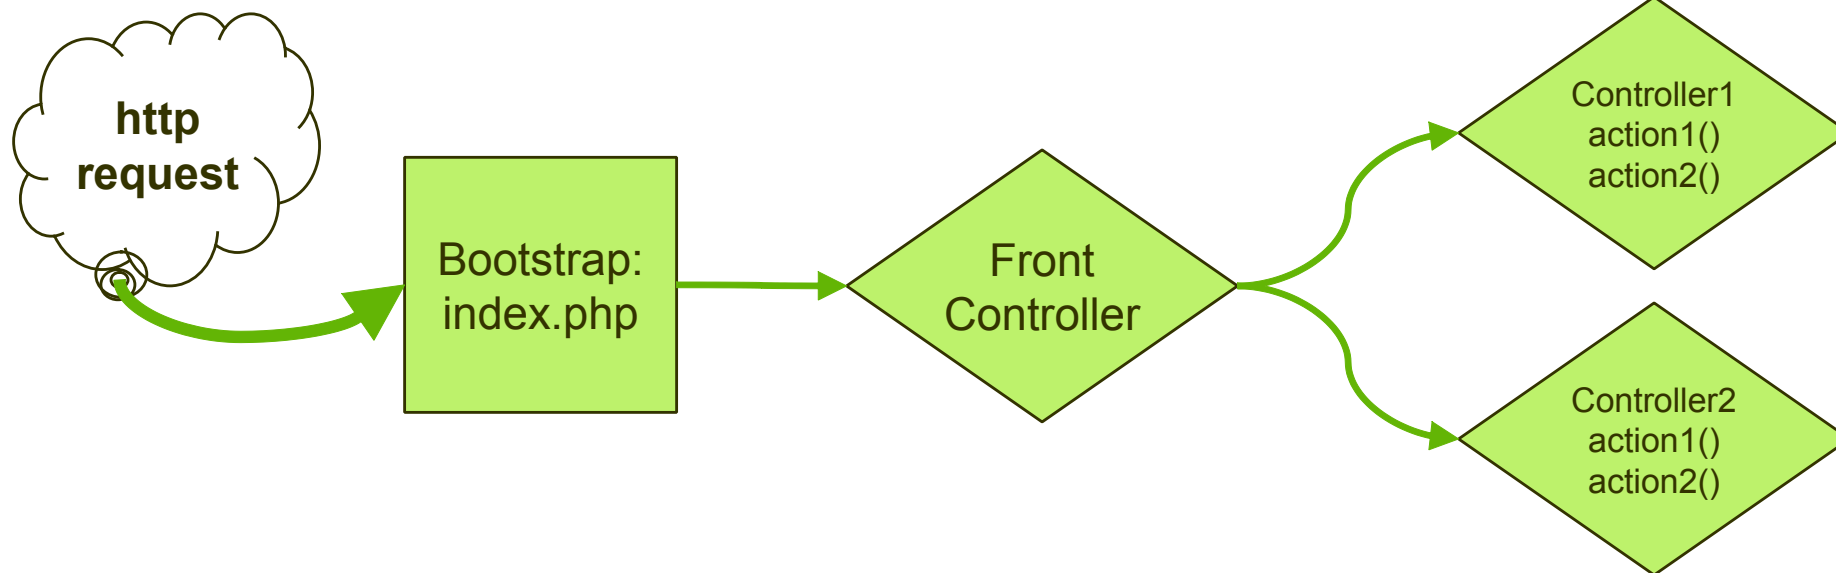 http
request
Bootstrap:
index.php
Front
Controller
Controller1
action1()
action2()
Controller2
action1()
action2()